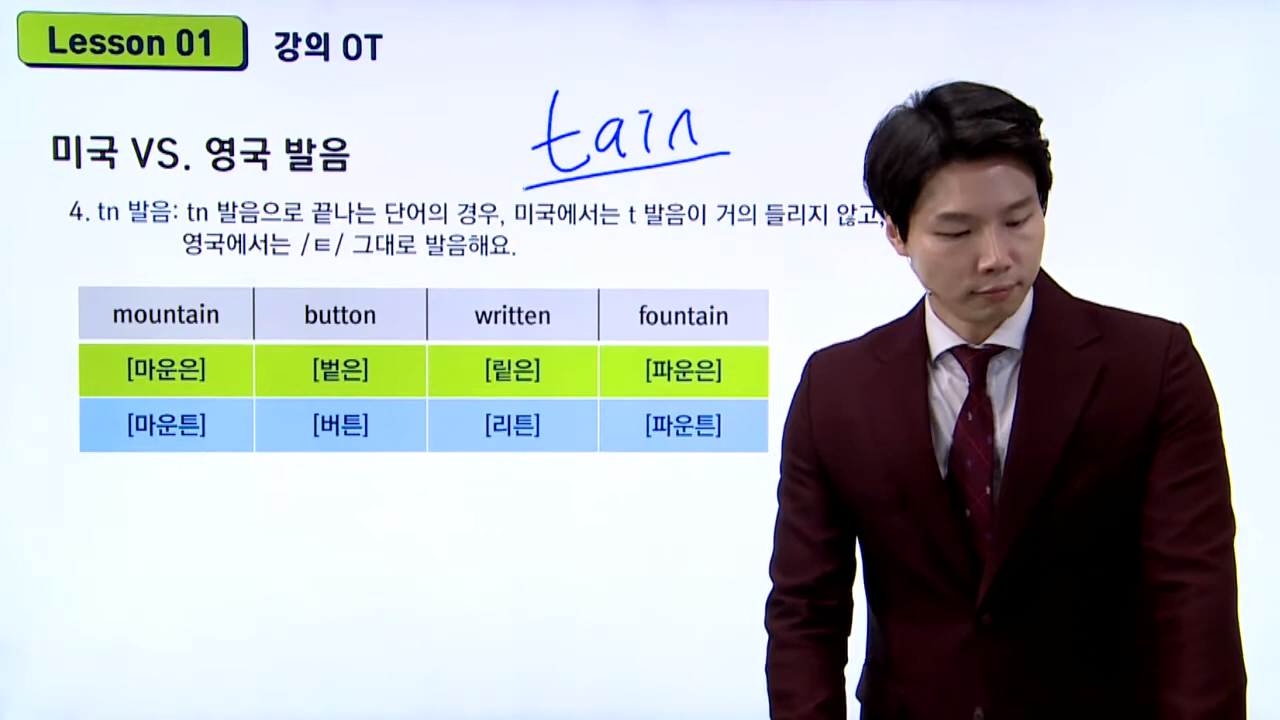 Lesson 01 강의 OT
tain
미국 VS. 영국 발음
4. tn 발음: tn 발음으로 끝나는 단어의 경우, 미국에서는 t 발음이 거의 들리지 않고,
영국에서는 /ㅌ/ 그대로 발음해요.
mountain button written fountain
[마운은] [벝은] [맅은] [파운은]
[마운튼] [버튼] [리튼] [파운튼]